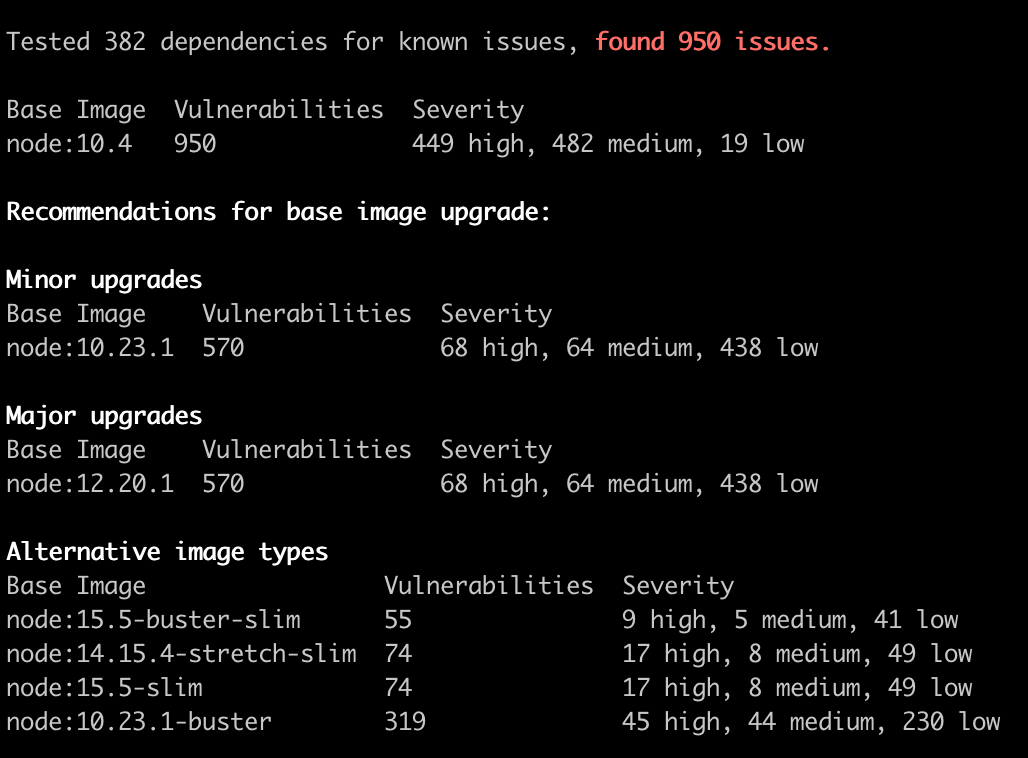 Tested 382 dependencies for known issues, found 950 issues.
Base Image  Vulnerabilities  Severity
node:10.4   950              449 high, 482 medium, 19 low
Recommendations for base image upgrade:
Minor upgrades
Base Image    Vulnerabilities  Severity
node:10.23.1  570              68 high, 64 medium, 438 low
Major upgrades
Base Image    Vulnerabilities  Severity
node:12.20.1  570              68 high, 64 medium, 438 low
Alternative image types
Base Image                 Vulnerabilities  Severity
node:15.5-buster-slim      55               9 high, 5 medium, 41 low
node:14.15.4-stretch-slim  74               17 high, 8 medium, 49 low
node:15.5-slim             74               17 high, 8 medium, 49 low
node:10.23.1-buster        319              45 high, 44 medium, 230 low